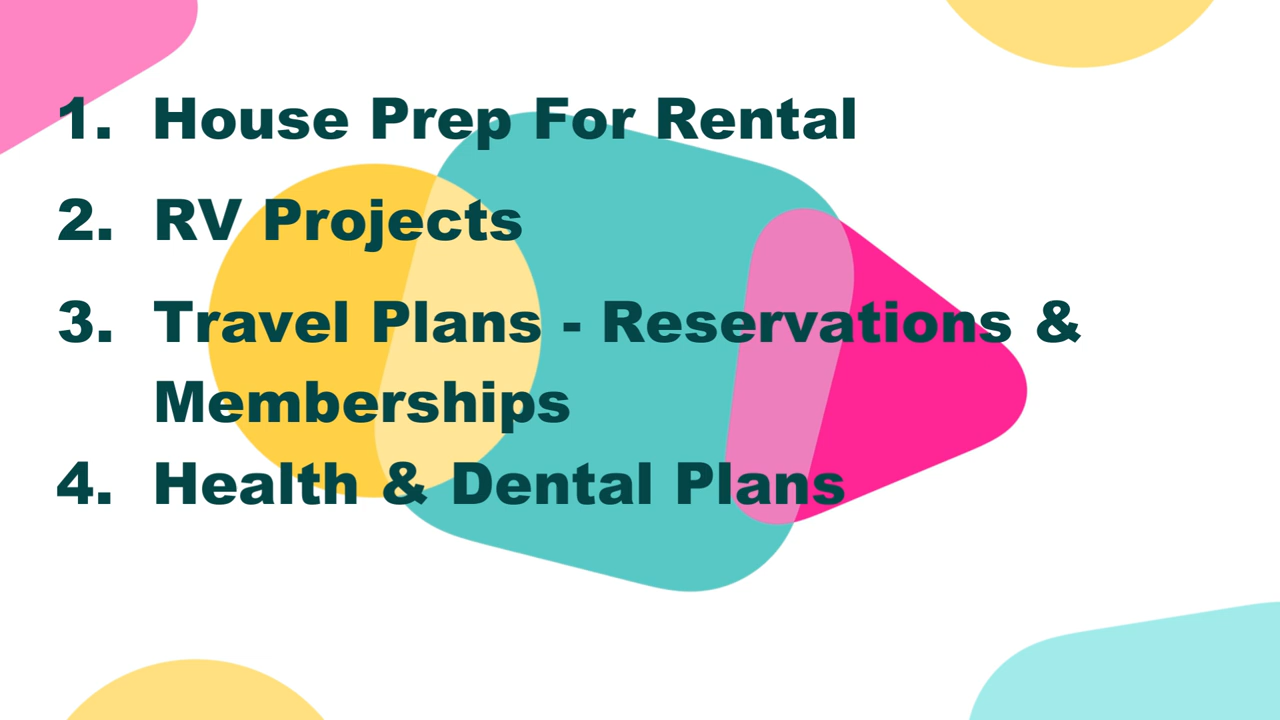 1. House Prep For Rental
2. RV Projects
3. Travel Plans - Reservations &
Memberships
4. Health & Dental Plans